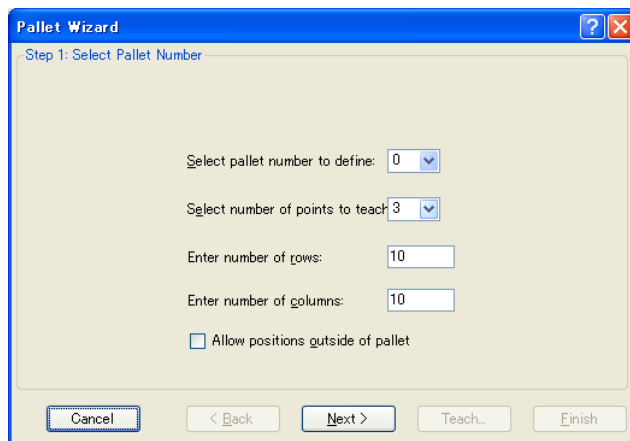 Pallet Wizard
Step 1: Select Pallet Number
Select pallet number to define: 0
Select number of points to teach 3
Enter number of rows: 10
Enter number of columns: 10
Allow positions outside of pallet
Cancel < Back Next > Teach... Finish